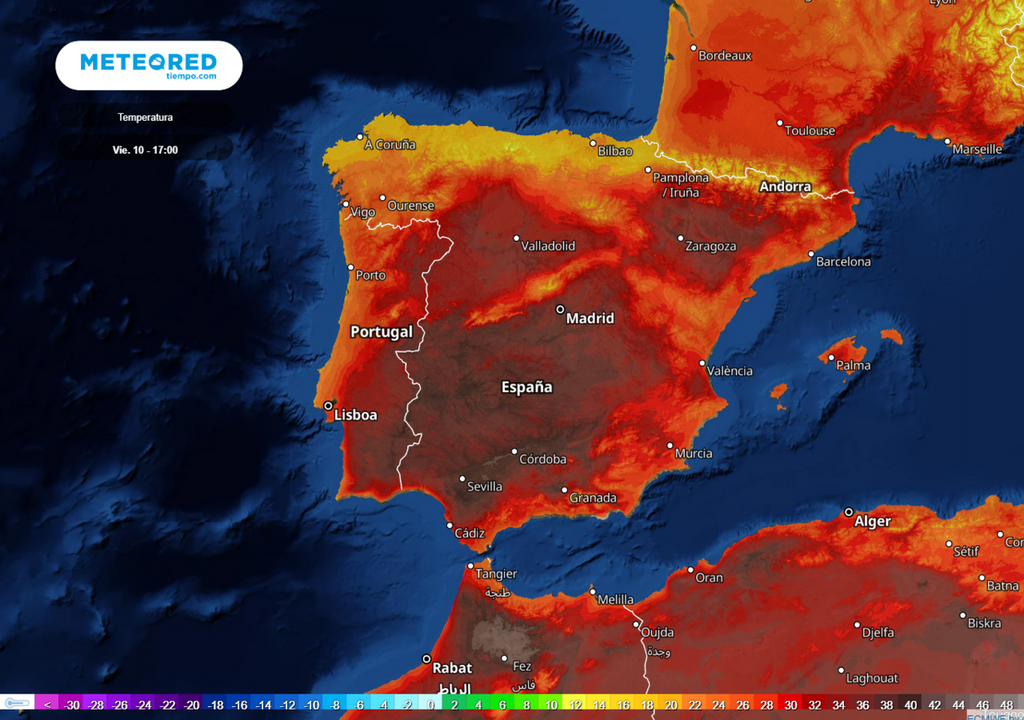 METEORED
tiempo.com
Temperatura
Vie. 10 - 17:00
Bordeaux
Toulouse
Marseille
A Coruña
Bilbao
Pamplona
/ Iruña
Andorra
Vigo
Ourense
Valladolid
Zaragoza
Barcelona
Porto
Madrid
Portugal
València
Palma
España
Lisboa
Córdoba
Murcia
Sevilla
Granada
Cádiz
Alger
Sétif
Tangier
طنجة
Oran
Batna
Melilla
Biskra
Oujda
وجدة
Djelfa
Rabat
الرباط
Fez
فاس
Laghouat
< -30 -28 -26 -24 -22 -20 -18 -16 -14 -12 -10 -8 -6 -4 -2 0 2 4 6 8 10 12 14 16 18 20 22 24 26 28 30 32 34 36 38 40 42 44 46 48